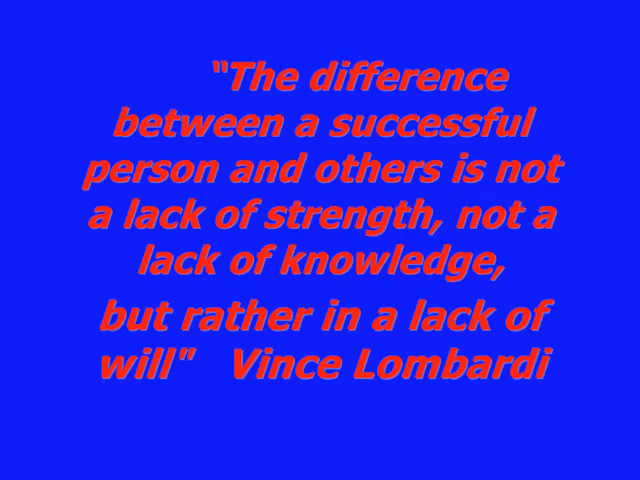 "The difference
between a successful
person and others is not
a lack of strength, not a
lack of knowledge,
but rather in a lack of
will" Vince Lombardi